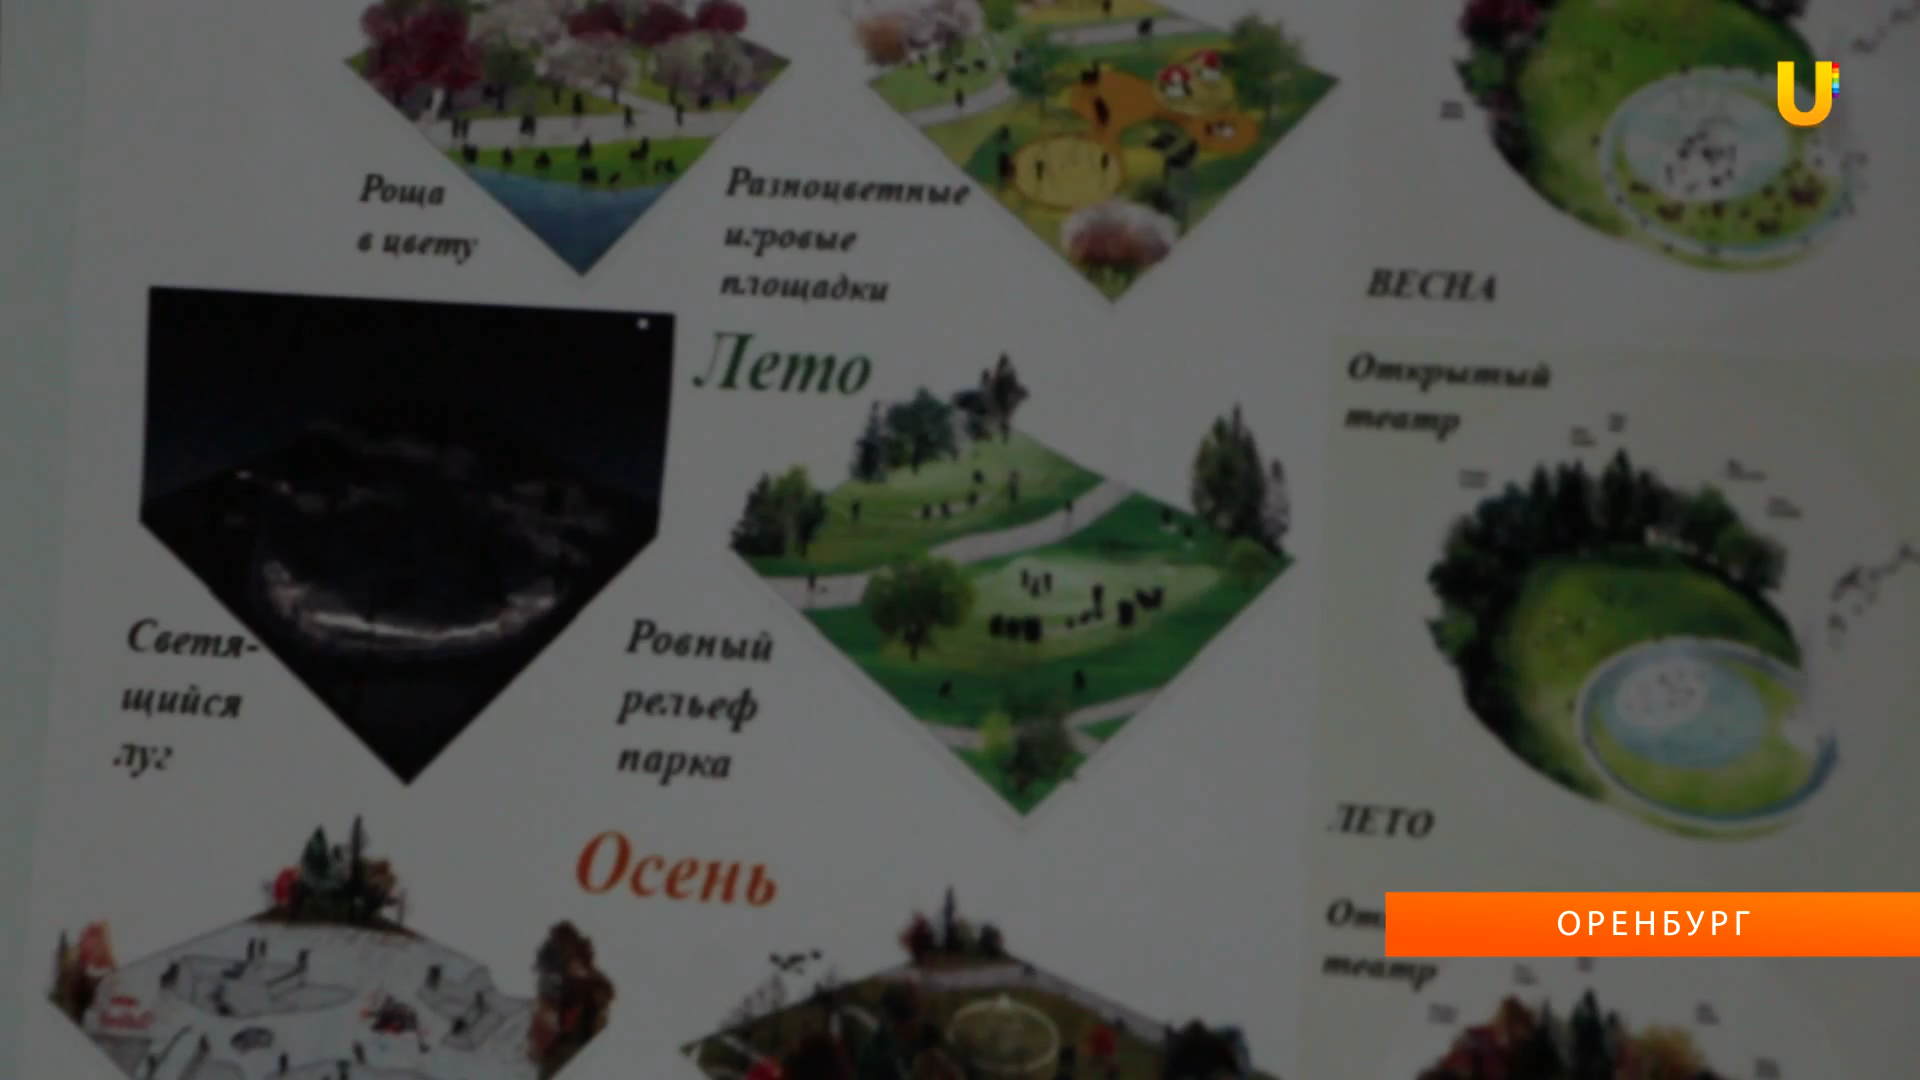 U
Роща
в цвету
Разноцветные
игровые
площадки
ВЕСНА
Лето
Открытый
театр
Светя-
щийся
луг
Ровный
рельеф
парка
ЛЕТО
Осень
ОРЕНБУРГ
театр